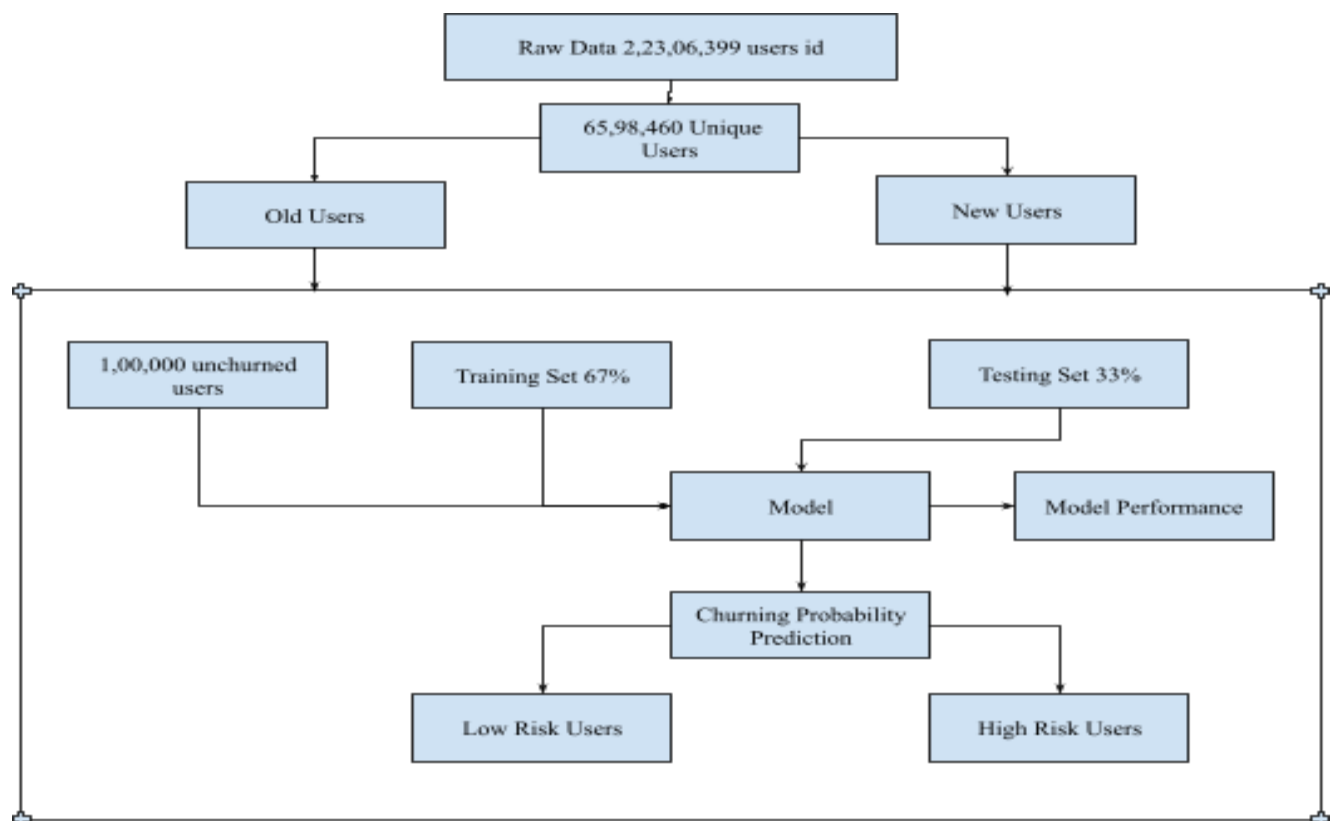 Raw Data 2,23,06,399 users id
65,98,460 Unique
Users
Old Users
New Users
1,00,000 unchurned
users
Training Set 67%
Testing Set 33%
Model
Model Performance
Churning Probability
Prediction
Low Risk Users
High Risk Users